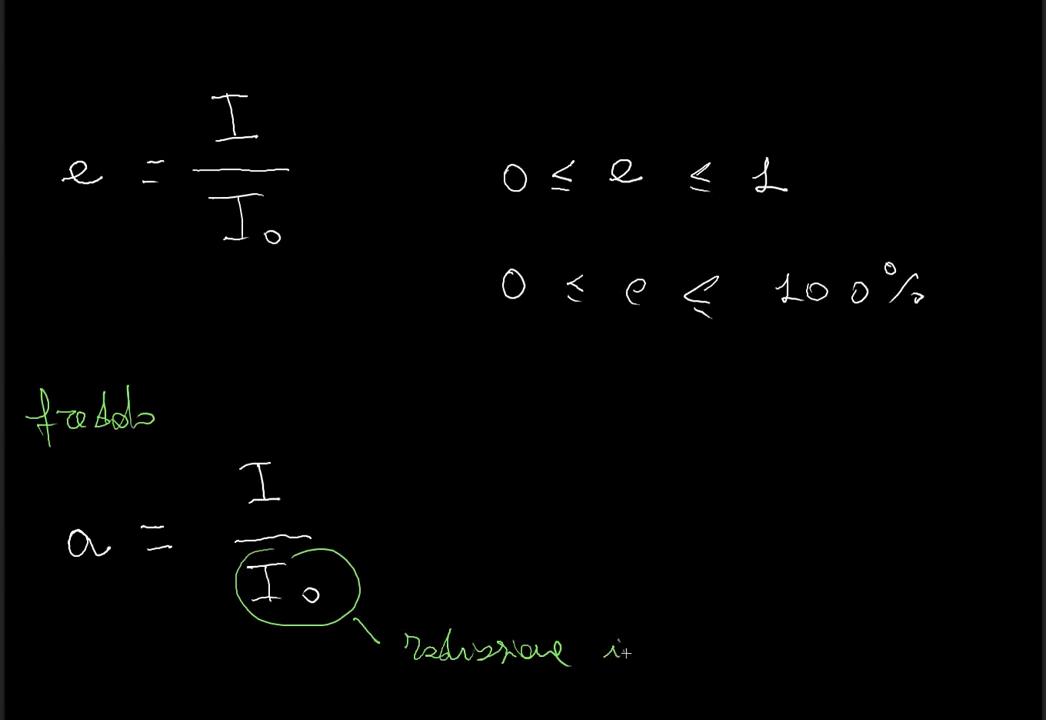 e = I / I₀
0 ≤ e ≤ 1
0 ≤ e ≤ 100%
freddo
a = I / I₀
radiazione i